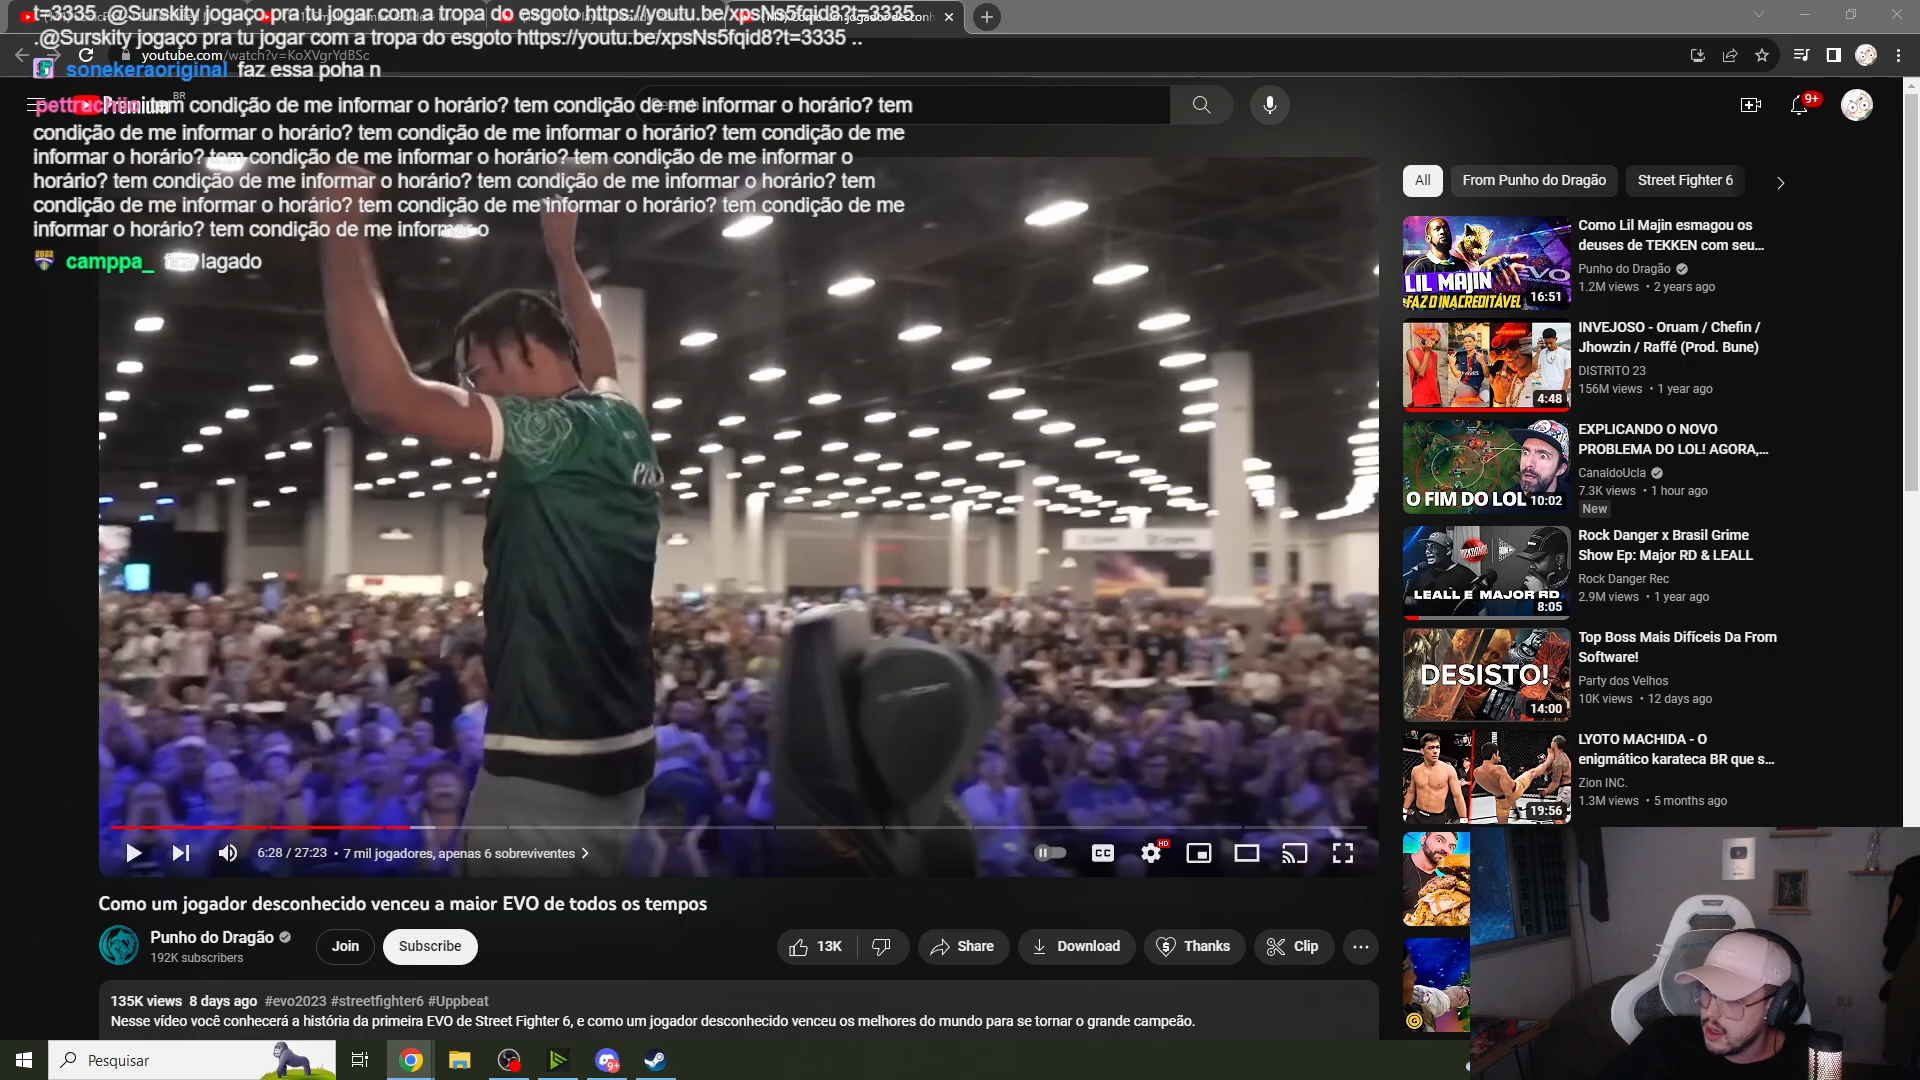 t=3335 .@Surskity jogaço pra tu jogar com a tropa do esgoto https://youtu.be/xpsNs5fqid8?t=3335
.@Surskity jogaço pra tu jogar com a tropa do esgoto https://youtu.be/xpsNs5fqid8?t=3335 ..
youtube.com/watch?v=KoXVgrYdBSc
sonekeraoriginal faz essa poha n
Premium BR
tem condição de me informar o horário? tem condição de me informar o horário? tem
condição de me informar o horário? tem condição de me informar o horário? tem condição de me
informar o horário? tem condição de me informar o horário? tem condição de me informar o
horário? tem condição de me informar o horário? tem condição de me informar o horário? tem
condição de me informar o horário? tem condição de me informar o horário? tem condição de me
informar o horário? tem condição de me informar o
camppa_ lagado
9+
All
From Punho do Dragão
Street Fighter 6
LIL MAJIN
FAZ O INACREDITÁVEL
16:51
Como Lil Majin esmagou os
deuses de TEKKEN com seu...
Punho do Dragão
1.2M views • 2 years ago
4:48
INVEJOSO - Oruam / Chefin /
Jhowzin / Raffé (Prod. Bune)
DISTRITO 23
156M views • 1 year ago
O FIM DO LOL
10:02
EXPLICANDO O NOVO
PROBLEMA DO LOL! AGORA,...
CanaldoUcla
7.3K views • 1 hour ago
New
LEALL E MAJOR RD
8:05
Rock Danger x Brasil Grime
Show Ep: Major RD & LEALL
Rock Danger Rec
2.9M views • 1 year ago
DESISTO!
14:00
Top Boss Mais Difíceis Da From
Software!
Party dos Velhos
10K views • 12 days ago
19:56
LYOTO MACHIDA - O
enigmático karateca BR que s...
Zion INC.
1.3M views • 5 months ago
6:28 / 27:23 • 7 mil jogadores, apenas 6 sobreviventes
CC
HD
Como um jogador desconhecido venceu a maior EVO de todos os tempos
Punho do Dragão
192K subscribers
Join
Subscribe
13K
Share
Download
Thanks
Clip
135K views 8 days ago #evo2023 #streetfighter6 #Uppbeat
Nesse vídeo você conhecerá a história da primeira EVO de Street Fighter 6, e como um jogador desconhecido venceu os melhores do mundo para se tornar o grande campeão.
Pesquisar
9+